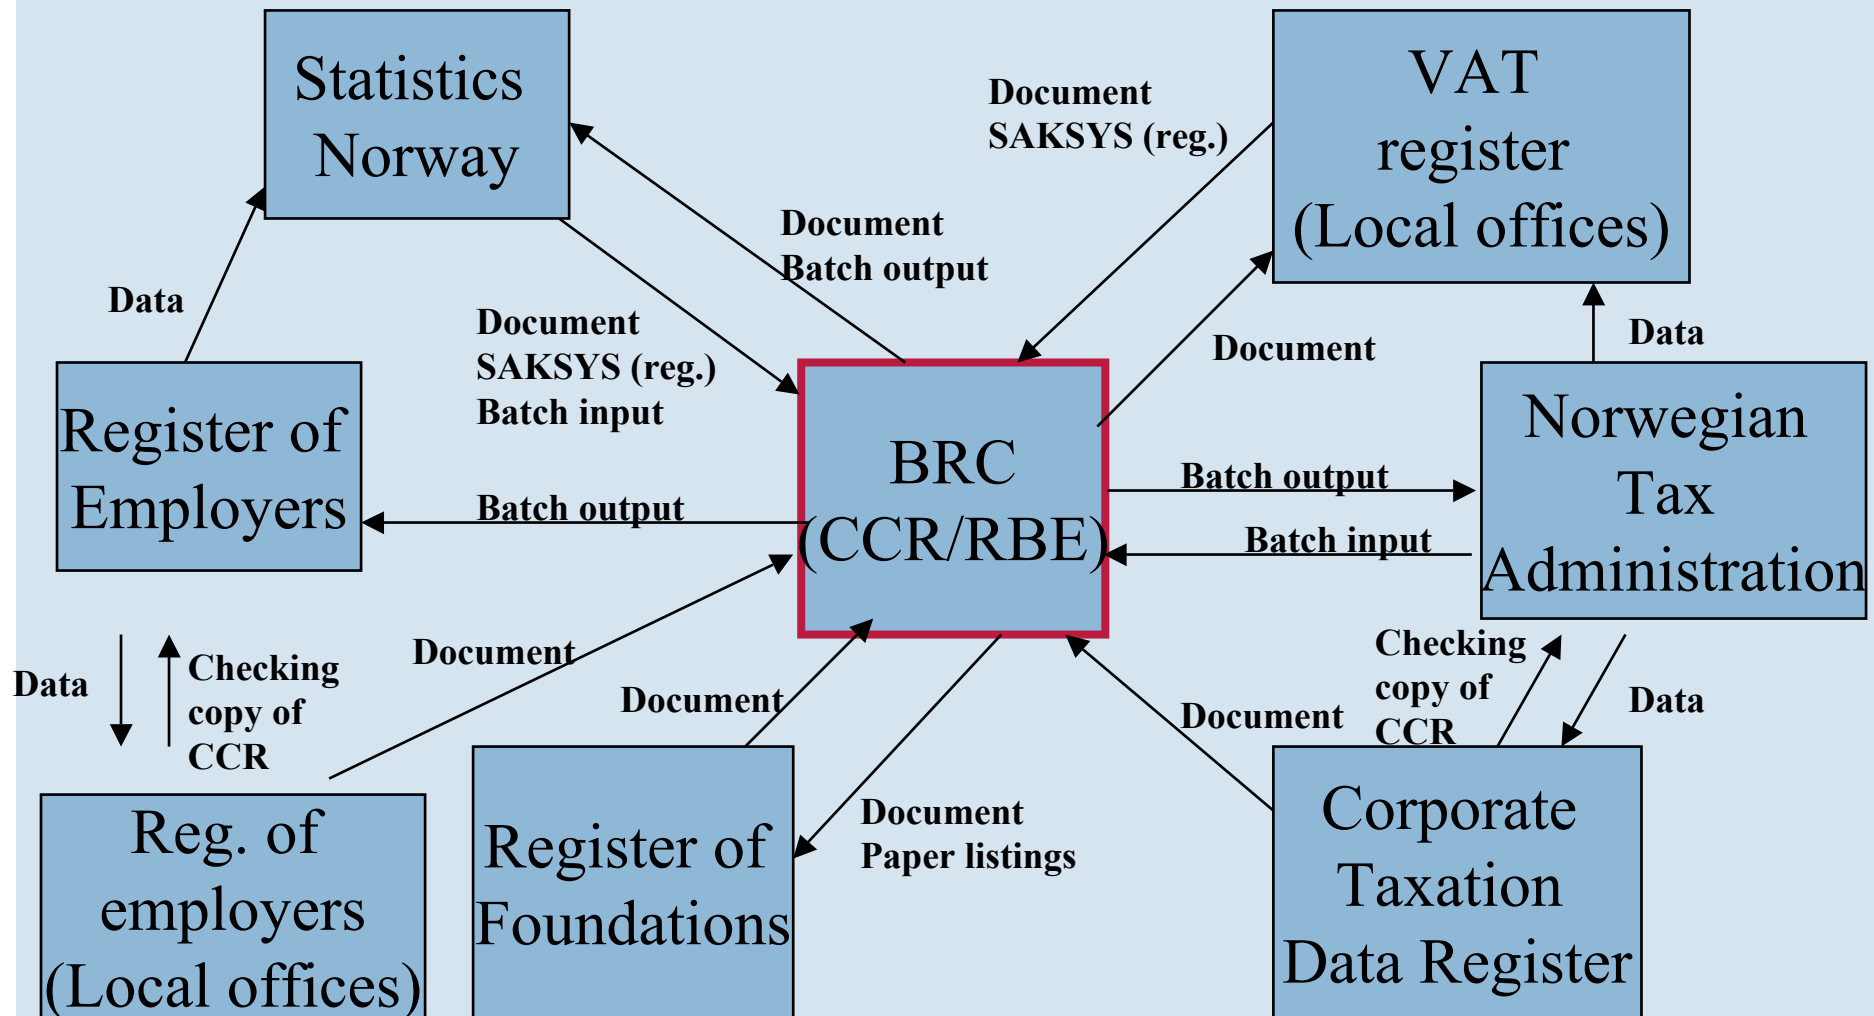 Statistics
Norway
Document
SAKSYS (reg.)
VAT
register
(Local offices)
Document
Batch output
Data
Document
SAKSYS (reg.)
Batch input
Document
Data
Register of
Employers
BRC
(CCR/RBE)
Norwegian
Tax
Administration
Batch output
Batch output
Batch input
Data
Checking
copy of
CCR
Document
Document
Document
Checking
copy of
CCR
Data
Reg. of
employers
(Local offices)
Register of
Foundations
Document
Paper listings
Corporate
Taxation
Data Register